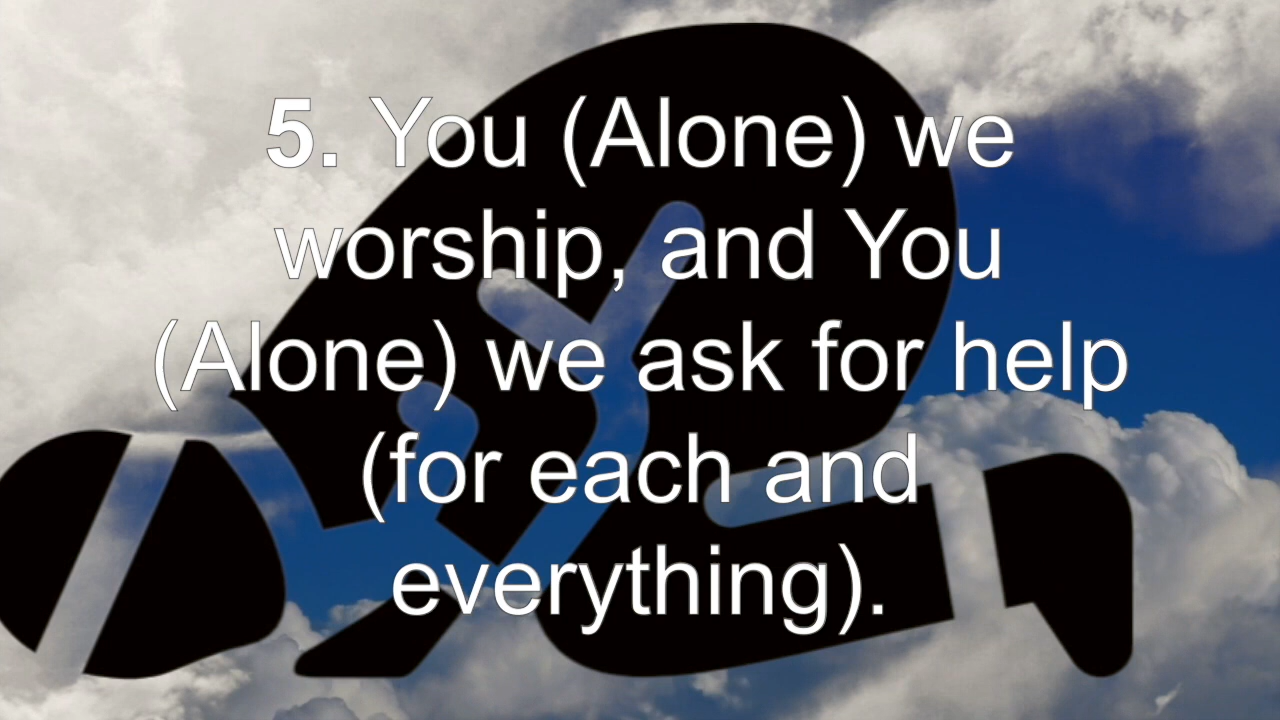 5. You (Alone) we
worship, and You
(Alone) we ask for help
(for each and
everything).